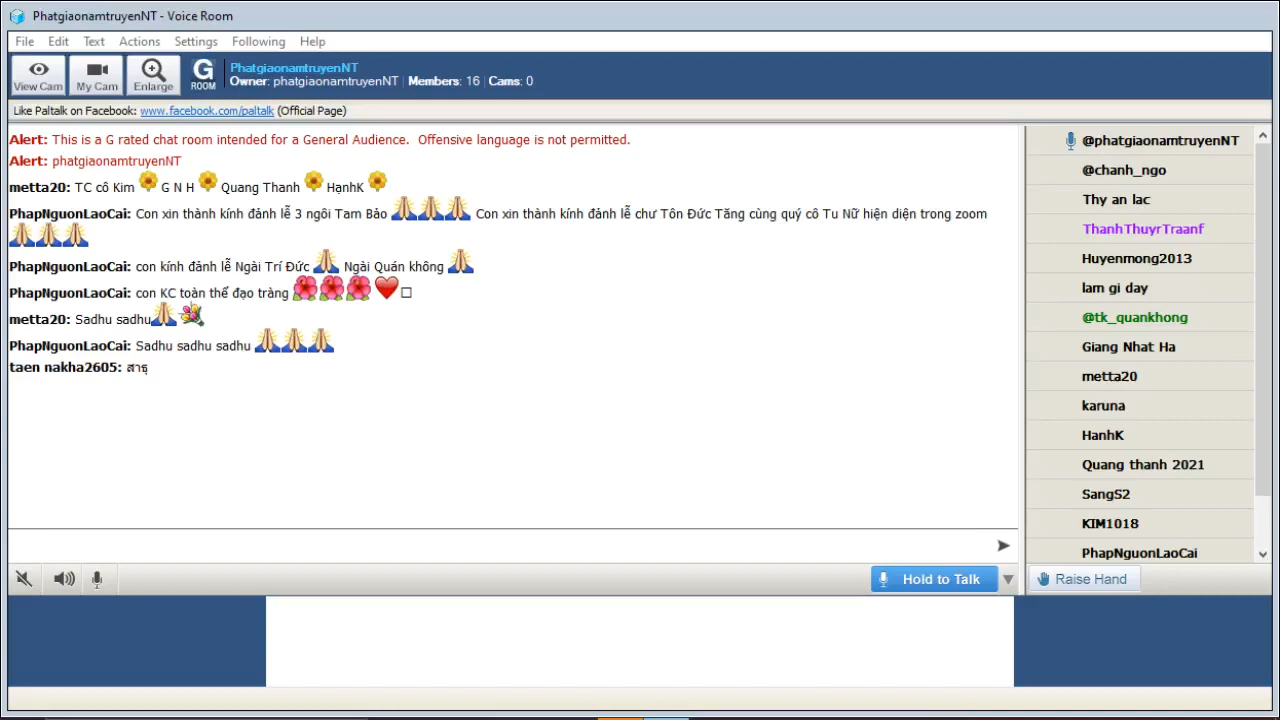 PhatgiaonamtruyenNT - Voice Room
File Edit Text Actions Settings Following Help
View Cam My Cam Enlarge G ROOM
PhatgiaonamtruyenNT
Owner: phatgiaonamtruyenNT | Members: 16 | Cams: 0
Like Paltalk on Facebook: www.facebook.com/paltalk (Official Page)
Alert: This is a G rated chat room intended for a General Audience. Offensive language is not permitted.
Alert: phatgiaonamtruyenNT
metta20: TC cô Kim 🌼 G N H 🌼 Quang Thanh 🌼 HạnhK 🌼
PhapNguonLaoCai: Con xin thành kính đảnh lễ 3 ngôi Tam Bảo 🙏🙏🙏 Con xin thành kính đảnh lễ chư Tôn Đức Tăng cùng quý cô Tu Nữ hiện diện trong zoom
🙏🙏🙏
PhapNguonLaoCai: con kính đãnh lễ Ngài Trí Đức 🙏 Ngài Quán không 🙏
PhapNguonLaoCai: con KC toàn thể đạo tràng 🌺🌺🌺 ❤️□
metta20: Sadhu sadhu🙏💐
PhapNguonLaoCai: Sadhu sadhu sadhu 🙏🙏🙏
taen nakha2605: สาธุ
Hold to Talk
@phatgiaonamtruyenNT
@chanh_ngo
Thy an lac
ThanhThuyrTraanf
Huyenmong2013
lam gi day
@tk_quankhong
Giang Nhat Ha
metta20
karuna
HanhK
Quang thanh 2021
SangS2
KIM1018
PhapNguonLaoCai
Raise Hand